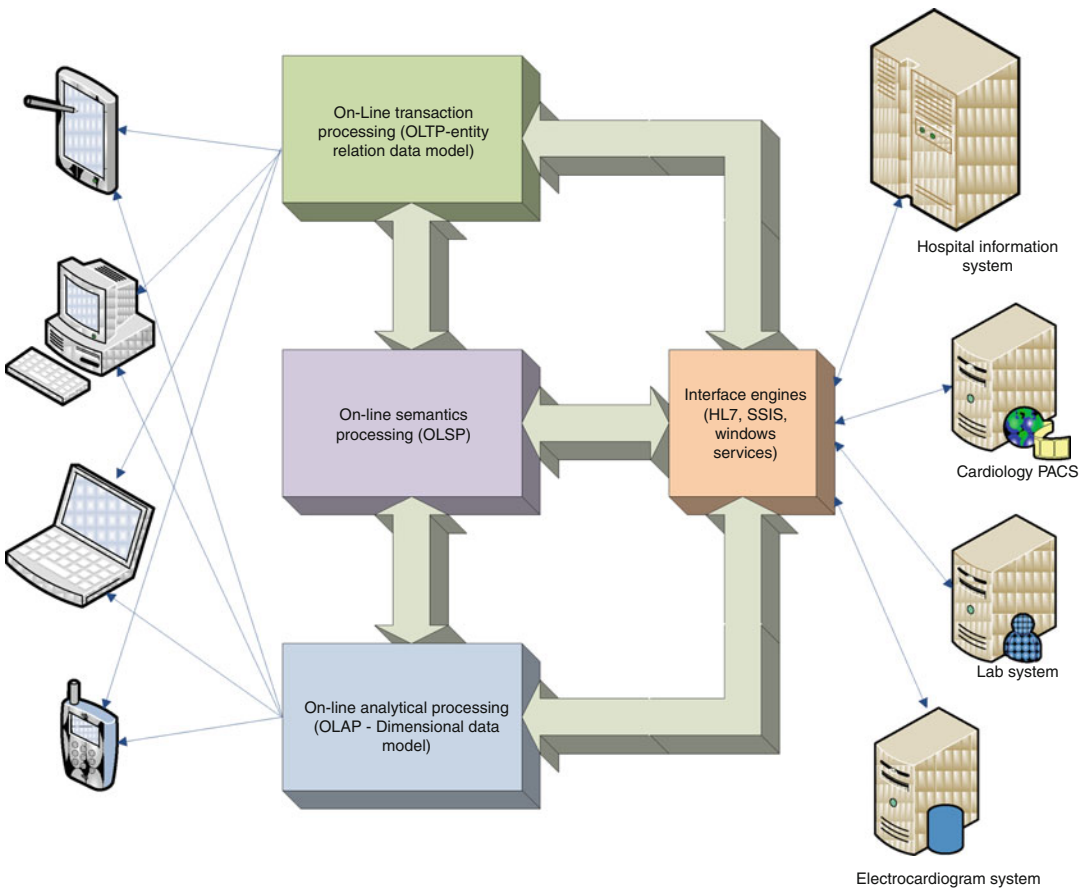 On-Line transaction
processing (OLTP-entity
relation data model)
Hospital information
system
On-line semantics
processing (OLSP)
Interface engines
(HL7, SSIS,
windows
services)
Cardiology PACS
Lab system
On-line analytical processing
(OLAP - Dimensional data
model)
Electrocardiogram system